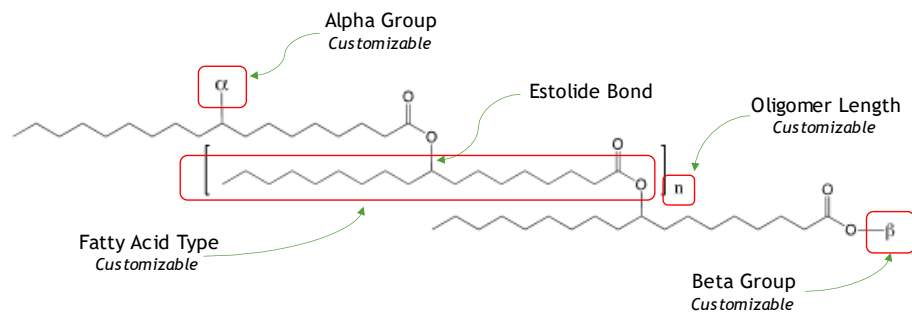 Alpha Group
Customizable
α
Estolide Bond
Oligomer Length
Customizable
O
O
n
O
O
O
O
β
Fatty Acid Type
Customizable
Beta Group
Customizable